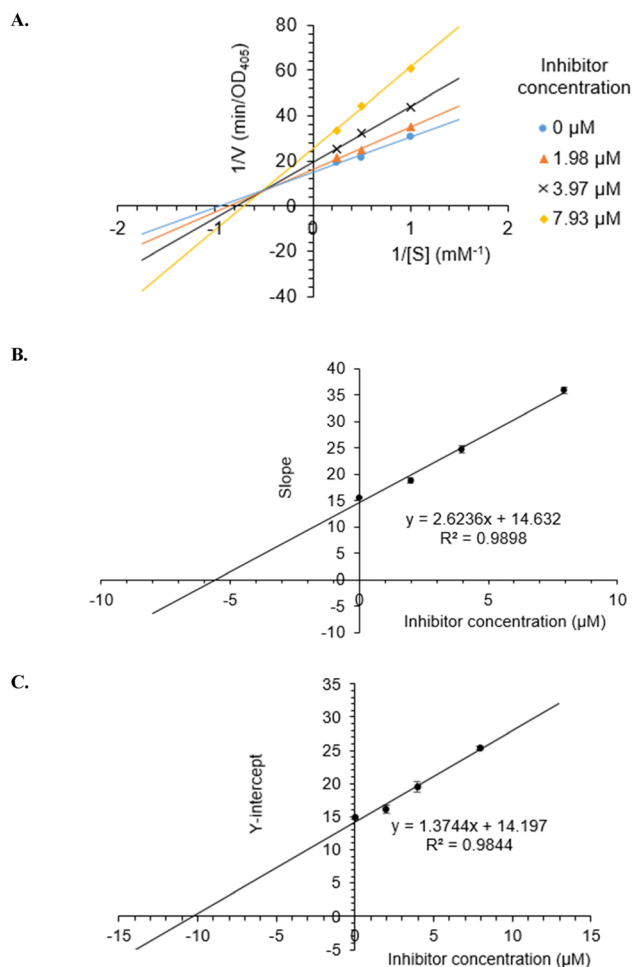 A.
80
60
40
20
0
-20
-40
-2
-1
0
1
2
1/V (min/OD405)
1/[S] (mM-1)
Inhibitor
concentration
0 µM
1.98 µM
3.97 µM
7.93 µM
B.
40
35
30
25
20
15
10
5
0
-5
-10
-10
-5
0
5
10
Slope
y = 2.6236x + 14.632
R² = 0.9898
Inhibitor concentration (µM)
C.
35
30
25
20
15
10
5
0
-5
-15
-10
-5
0
5
10
15
Y-intercept
y = 1.3744x + 14.197
R² = 0.9844
Inhibitor concentration (µM)